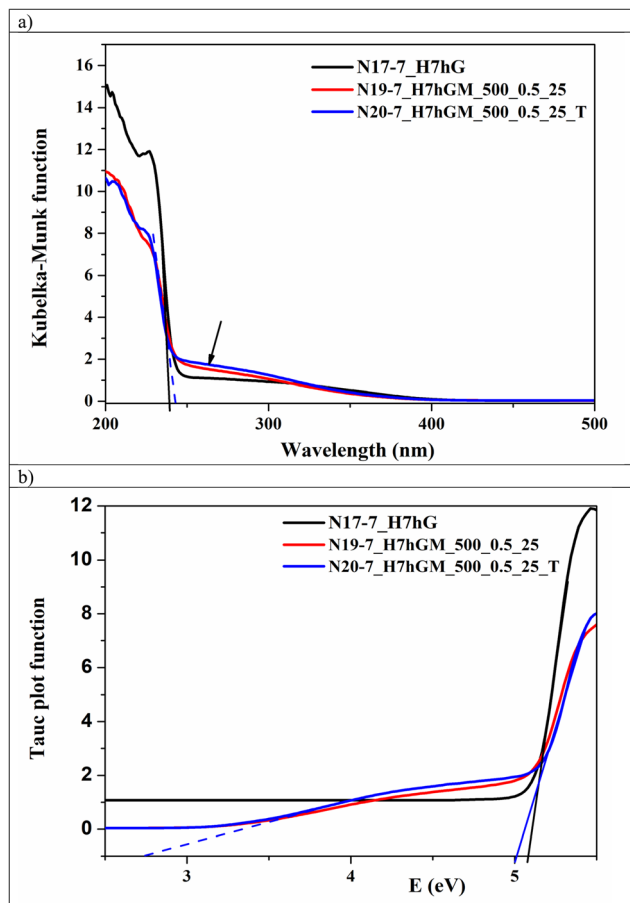 a)
16
14
12
10
8
6
4
2
0
Kubelka-Munk function
N17-7_H7hG
N19-7_H7hGM_500_0.5_25
N20-7_H7hGM_500_0.5_25_T
200
300
400
500
Wavelength (nm)
b)
12
10
8
6
4
2
0
Tauc plot function
N17-7_H7hG
N19-7_H7hGM_500_0.5_25
N20-7_H7hGM_500_0.5_25_T
3
4
5
E (eV)